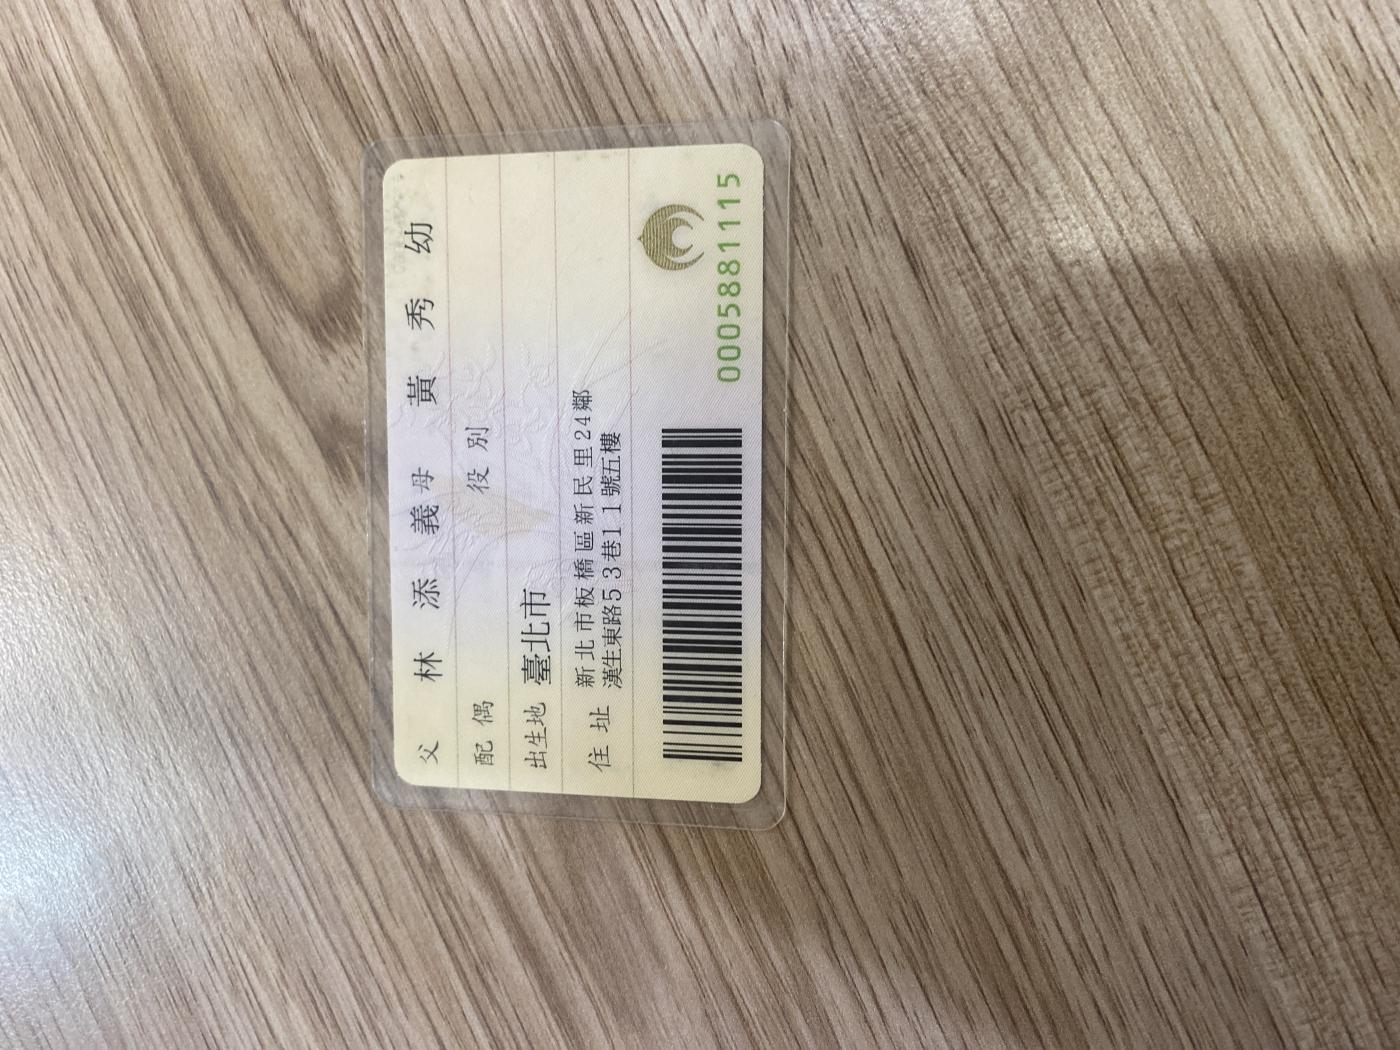 父 林添義 母 黃秀幼
配偶 役別
出生地 臺北市
住址 新北市板橋區新民里24鄰
漢生東路53巷11號五樓
0005881115